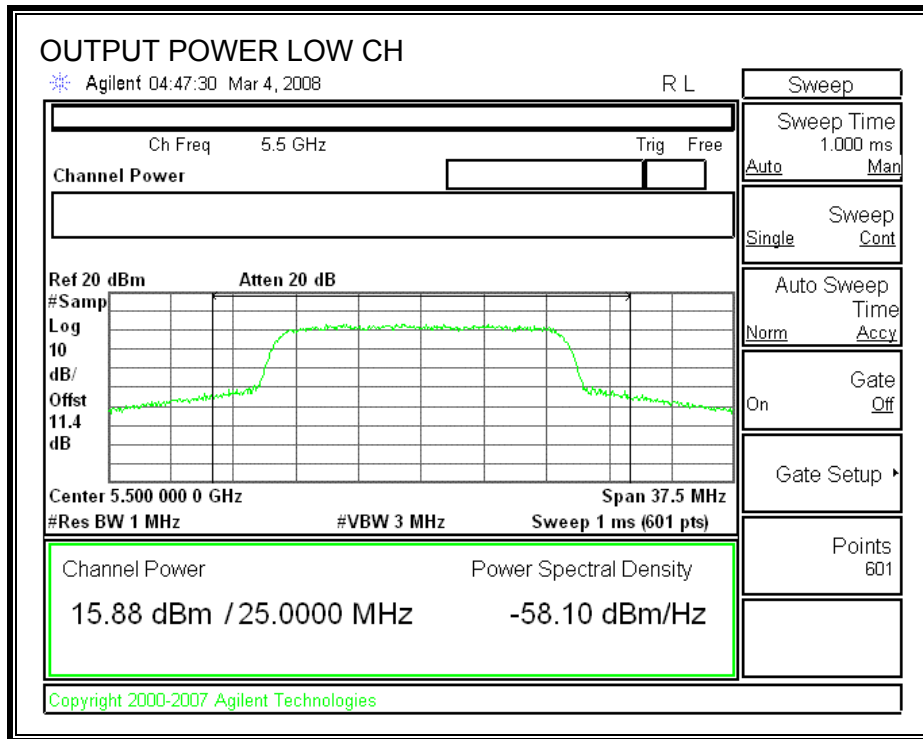 OUTPUT POWER LOW CH
Agilent 04:47:30 Mar 4, 2008 R L
Ch Freq 5.5 GHz Trig Free
Channel Power
Ref 20 dBm Atten 20 dB
#Samp
Log
10
dB/
Offst
11.4
dB
Center 5.500 000 0 GHz Span 37.5 MHz
#Res BW 1 MHz #VBW 3 MHz Sweep 1 ms (601 pts)
Channel Power Power Spectral Density
15.88 dBm / 25.0000 MHz -58.10 dBm/Hz
Copyright 2000-2007 Agilent Technologies
Sweep
Sweep Time
1.000 ms
Auto Man
Sweep
Single Cont
Auto Sweep
Time
Norm Accy
Gate
On Off
Gate Setup
Points
601